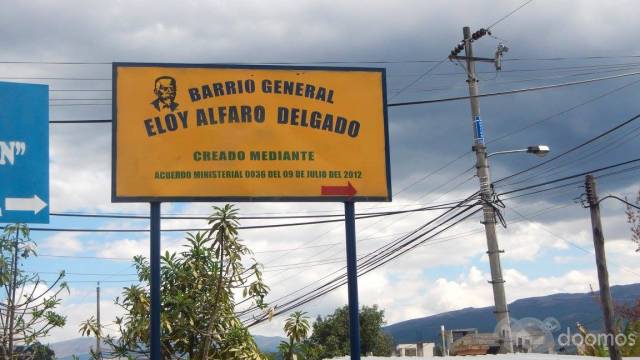 BARRIO GENERAL
ELOY ALFARO DELGADO
CREADO MEDIANTE
ACUERDO MINISTERIAL 0036 DEL 09 DE JULIO DEL 2012
N"
doomos